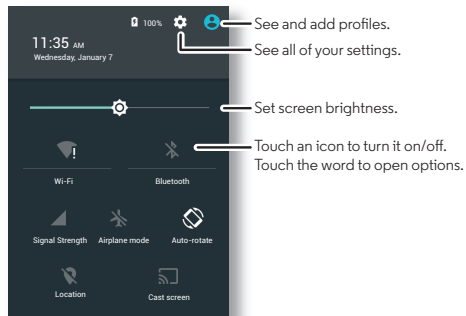 100%
See and add profiles.
11:35 AM
Wednesday, January 7
See all of your settings.
Set screen brightness.
Touch an icon to turn it on/off.
Touch the word to open options.
Wi-Fi
Bluetooth
Signal Strength
Airplane mode
Auto-rotate
Location
Cast screen